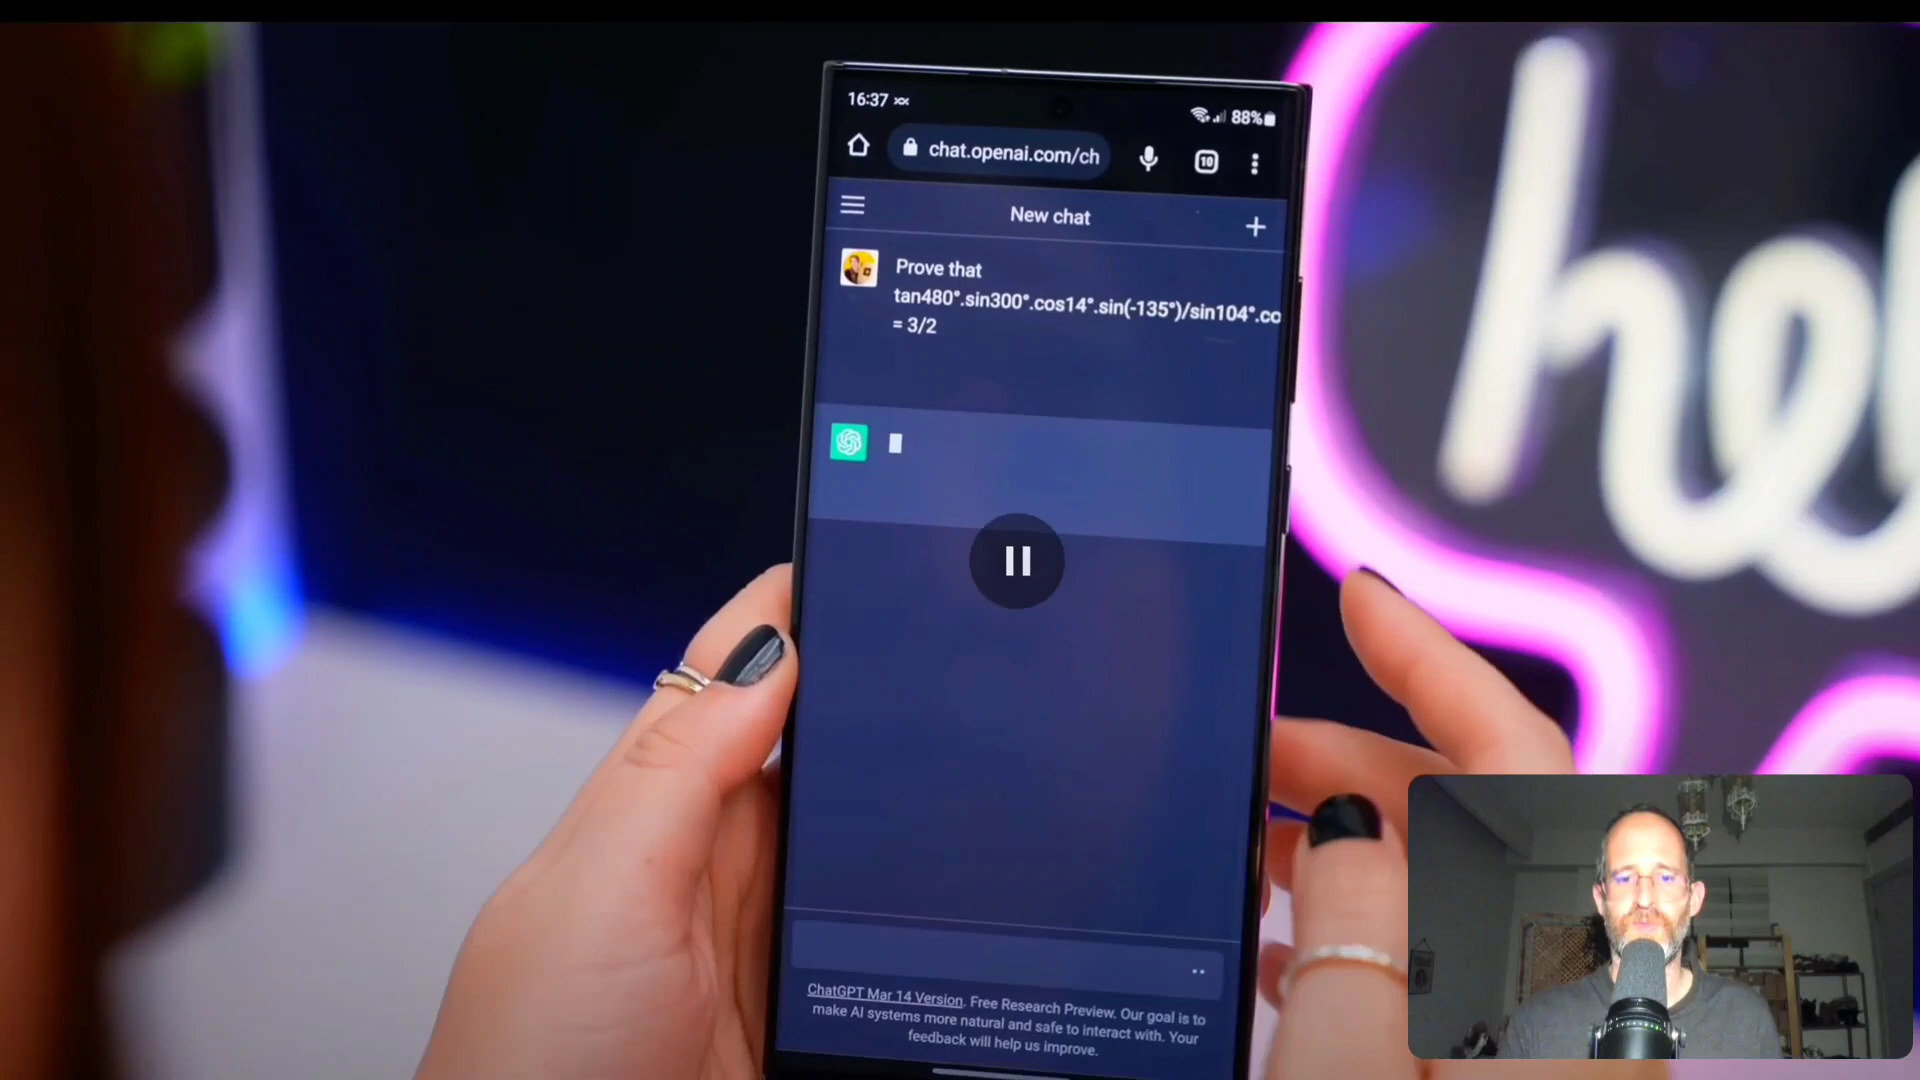 16:37
88%
chat.openai.com/ch
10
New chat
Prove that
tan480°.sin300°.cos14°.sin(-135°)/sin104°.co
= 3/2
ChatGPT Mar 14 Version. Free Research Preview. Our goal is to
make AI systems more natural and safe to interact with. Your
feedback will help us improve.